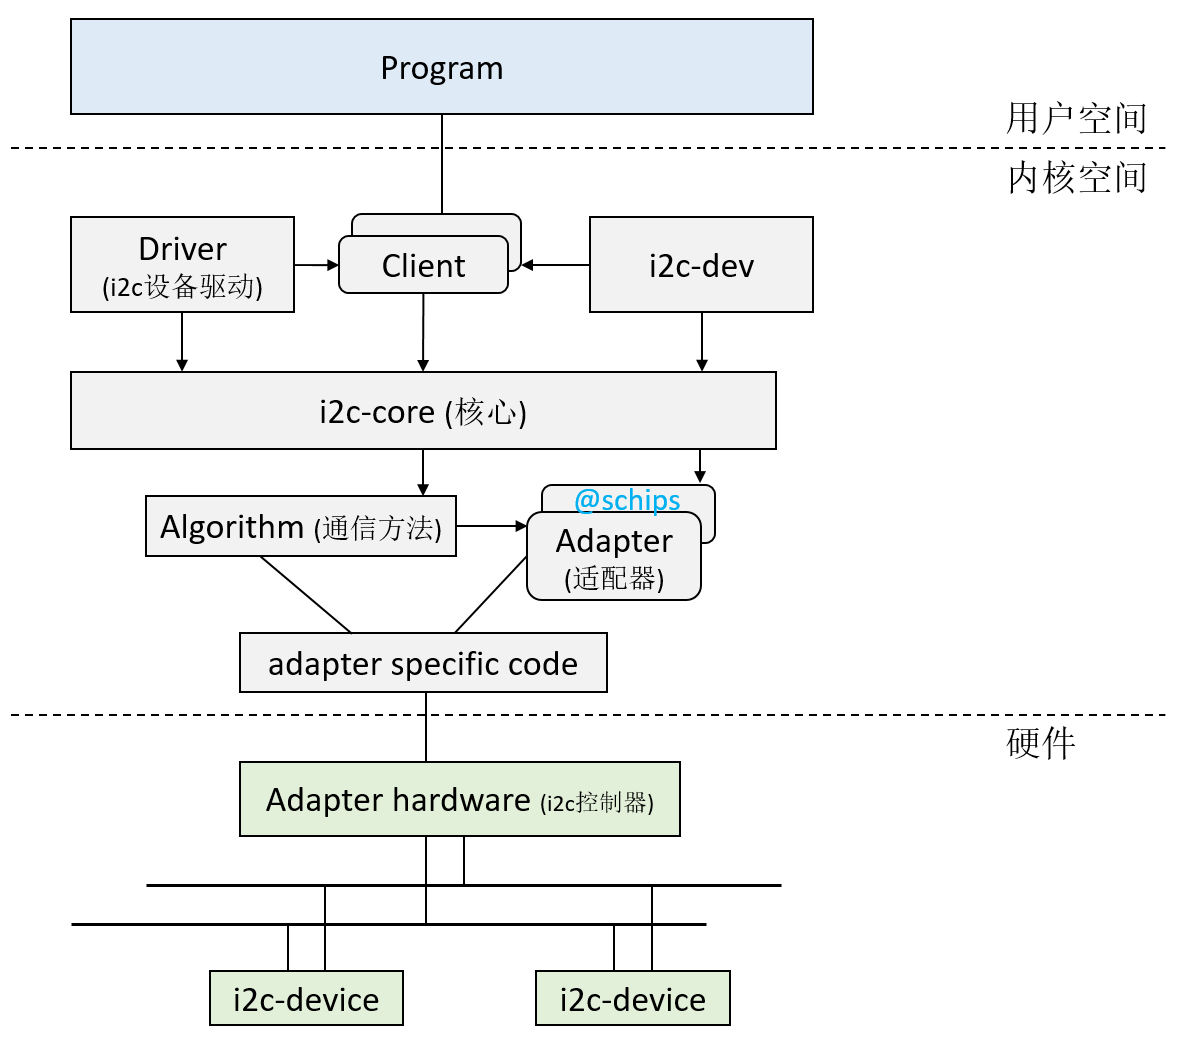 Program
用户空间
内核空间
Driver
(i2c设备驱动)
Client
i2c-dev
i2c-core (核心)
@schips
Algorithm (通信方法)
Adapter
(适配器)
adapter specific code
硬件
Adapter hardware (i2c控制器)
i2c-device
i2c-device